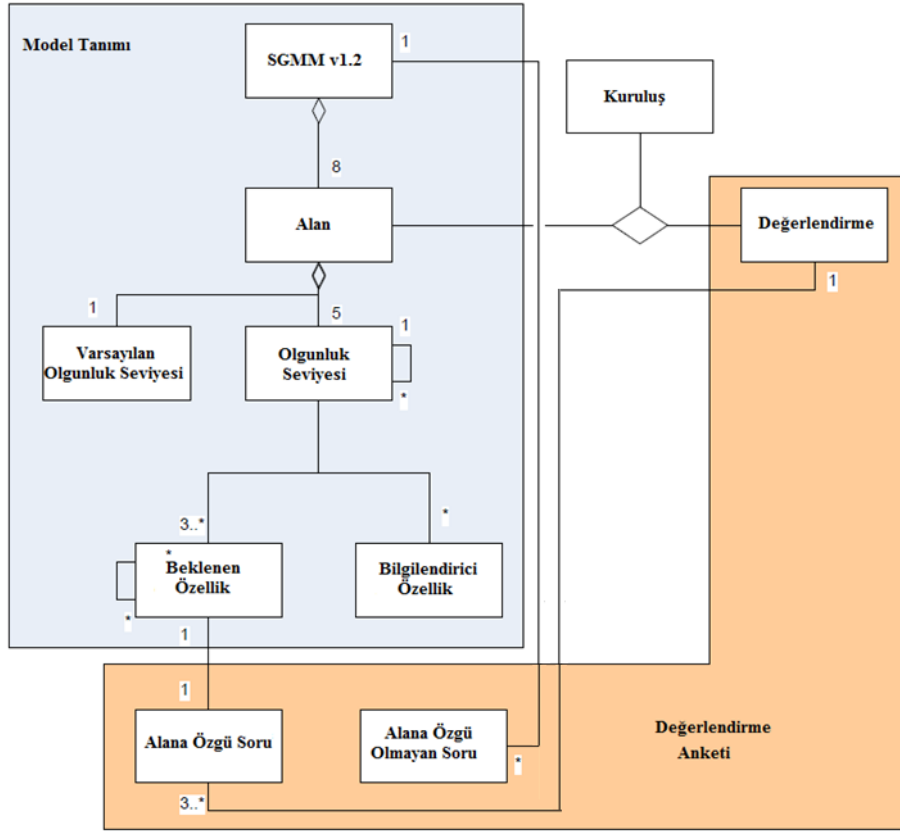 Model Tanımı
SGMM v1.2
1
Kuruluş
8
Alan
Değerlendirme
1
1
5
1
Varsayılan
Olgunluk Seviyesi
Olgunluk
Seviyesi
*
3..*
*
*
Beklenen
Özellik
*
Bilgilendirici
Özellik
1
1
Alana Özgü Soru
Alana Özgü
Olmayan Soru
*
Değerlendirme
Anketi
3..*